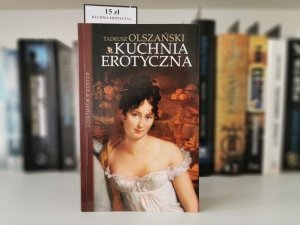 15 zł
KUCHNIA EROTYCZNA
TADEUSZ OLSZAŃSKI
KUCHNIA
EROTYCZNA